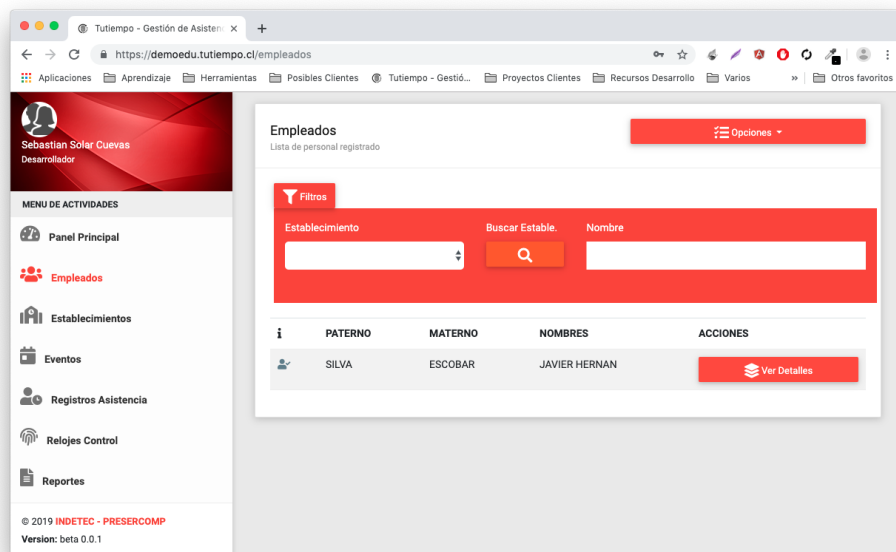 Tutiempo - Gestión de Asisten
https://demoedu.tutiempo.cl/empleados
Aplicaciones Aprendizaje Herramientas Posibles Clientes Tutiempo - Gestió... Proyectos Clientes Recursos Desarrollo Varios » Otros favoritos
Sebastian Solar Cuevas
Desarrollador
MENU DE ACTIVIDADES
Panel Principal
Empleados
Establecimientos
Eventos
Registros Asistencia
Relojes Control
Reportes
© 2019 INDETEC - PRESERCOMP
Version: beta 0.0.1
Empleados
Lista de personal registrado
Opciones
Filtros
Establecimiento Buscar Estable. Nombre
i PATERNO MATERNO NOMBRES ACCIONES
SILVA ESCOBAR JAVIER HERNAN Ver Detalles